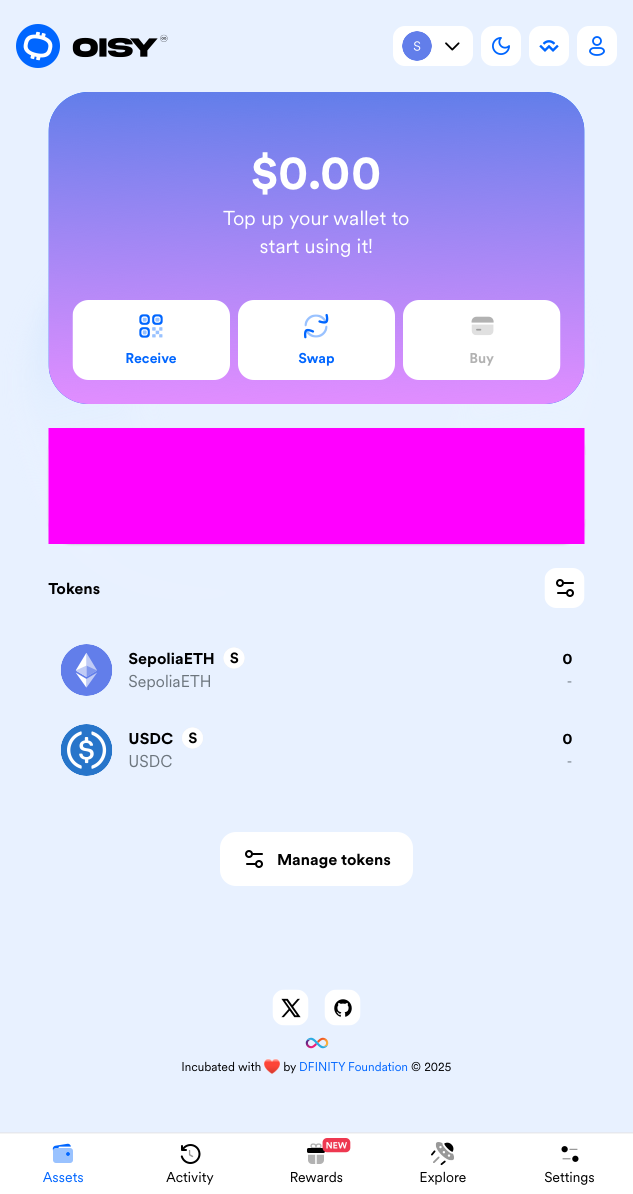 OISY
S
$0.00
Top up your wallet to
start using it!
Receive
Swap
Buy
Tokens
SepoliaETH S
0
SepoliaETH
-
USDC S
0
USDC
-
Manage tokens
Incubated with ❤️ by DFINITY Foundation © 2025
NEW
Assets
Activity
Rewards
Explore
Settings